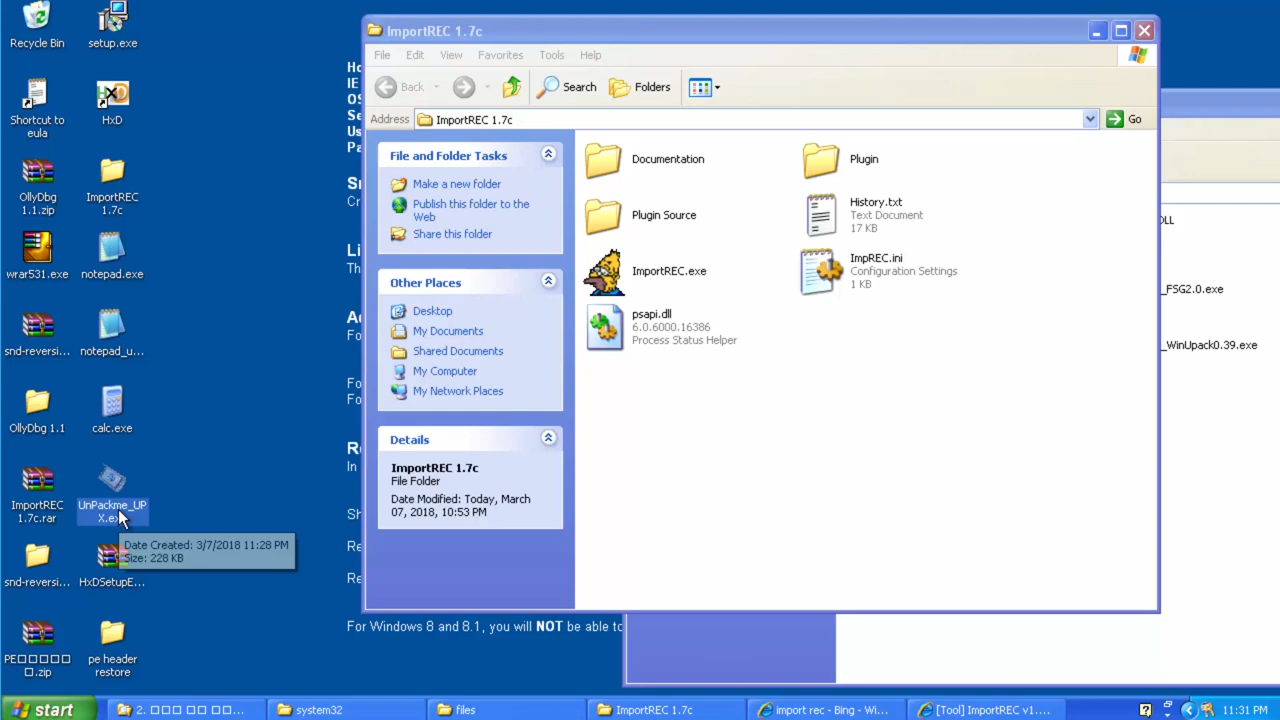 Recycle Bin
setup.exe
Shortcut to
eula
HxD
OllyDbg
1.1.zip
ImportREC
1.7c
wrar531.exe
notepad.exe
snd-reversi...
notepad_u...
OllyDbg 1.1
calc.exe
ImportREC
1.7c.rar
UnPackme_UP
X.ex
snd-reversi...
HxDSetupE...
Date Created: 3/7/2018 11:28 PM
Size: 228 KB
PE□□□□□
□.zip
pe header
restore
IE
ImportREC 1.7c
File Edit View Favorites Tools Help
Back Search Folders
Address ImportREC 1.7c Go
File and Folder Tasks
Make a new folder
Publish this folder to the
Web
Share this folder
Other Places
Desktop
My Documents
Shared Documents
My Computer
My Network Places
Details
ImportREC 1.7c
File Folder
Date Modified: Today, March
07, 2018, 10:53 PM
Documentation
Plugin
Plugin Source
History.txt
Text Document
17 KB
ImportREC.exe
ImpREC.ini
Configuration Settings
1 KB
psapi.dll
6.0.6000.16386
Process Status Helper
_FSG2.0.exe
_WinUpack0.39.exe
In
For Windows 8 and 8.1, you will NOT be able to
start
2. □□□ □□ □□...
system32
files
ImportREC 1.7c
import rec - Bing - Wi...
[Tool] ImportREC v1....
11:31 PM